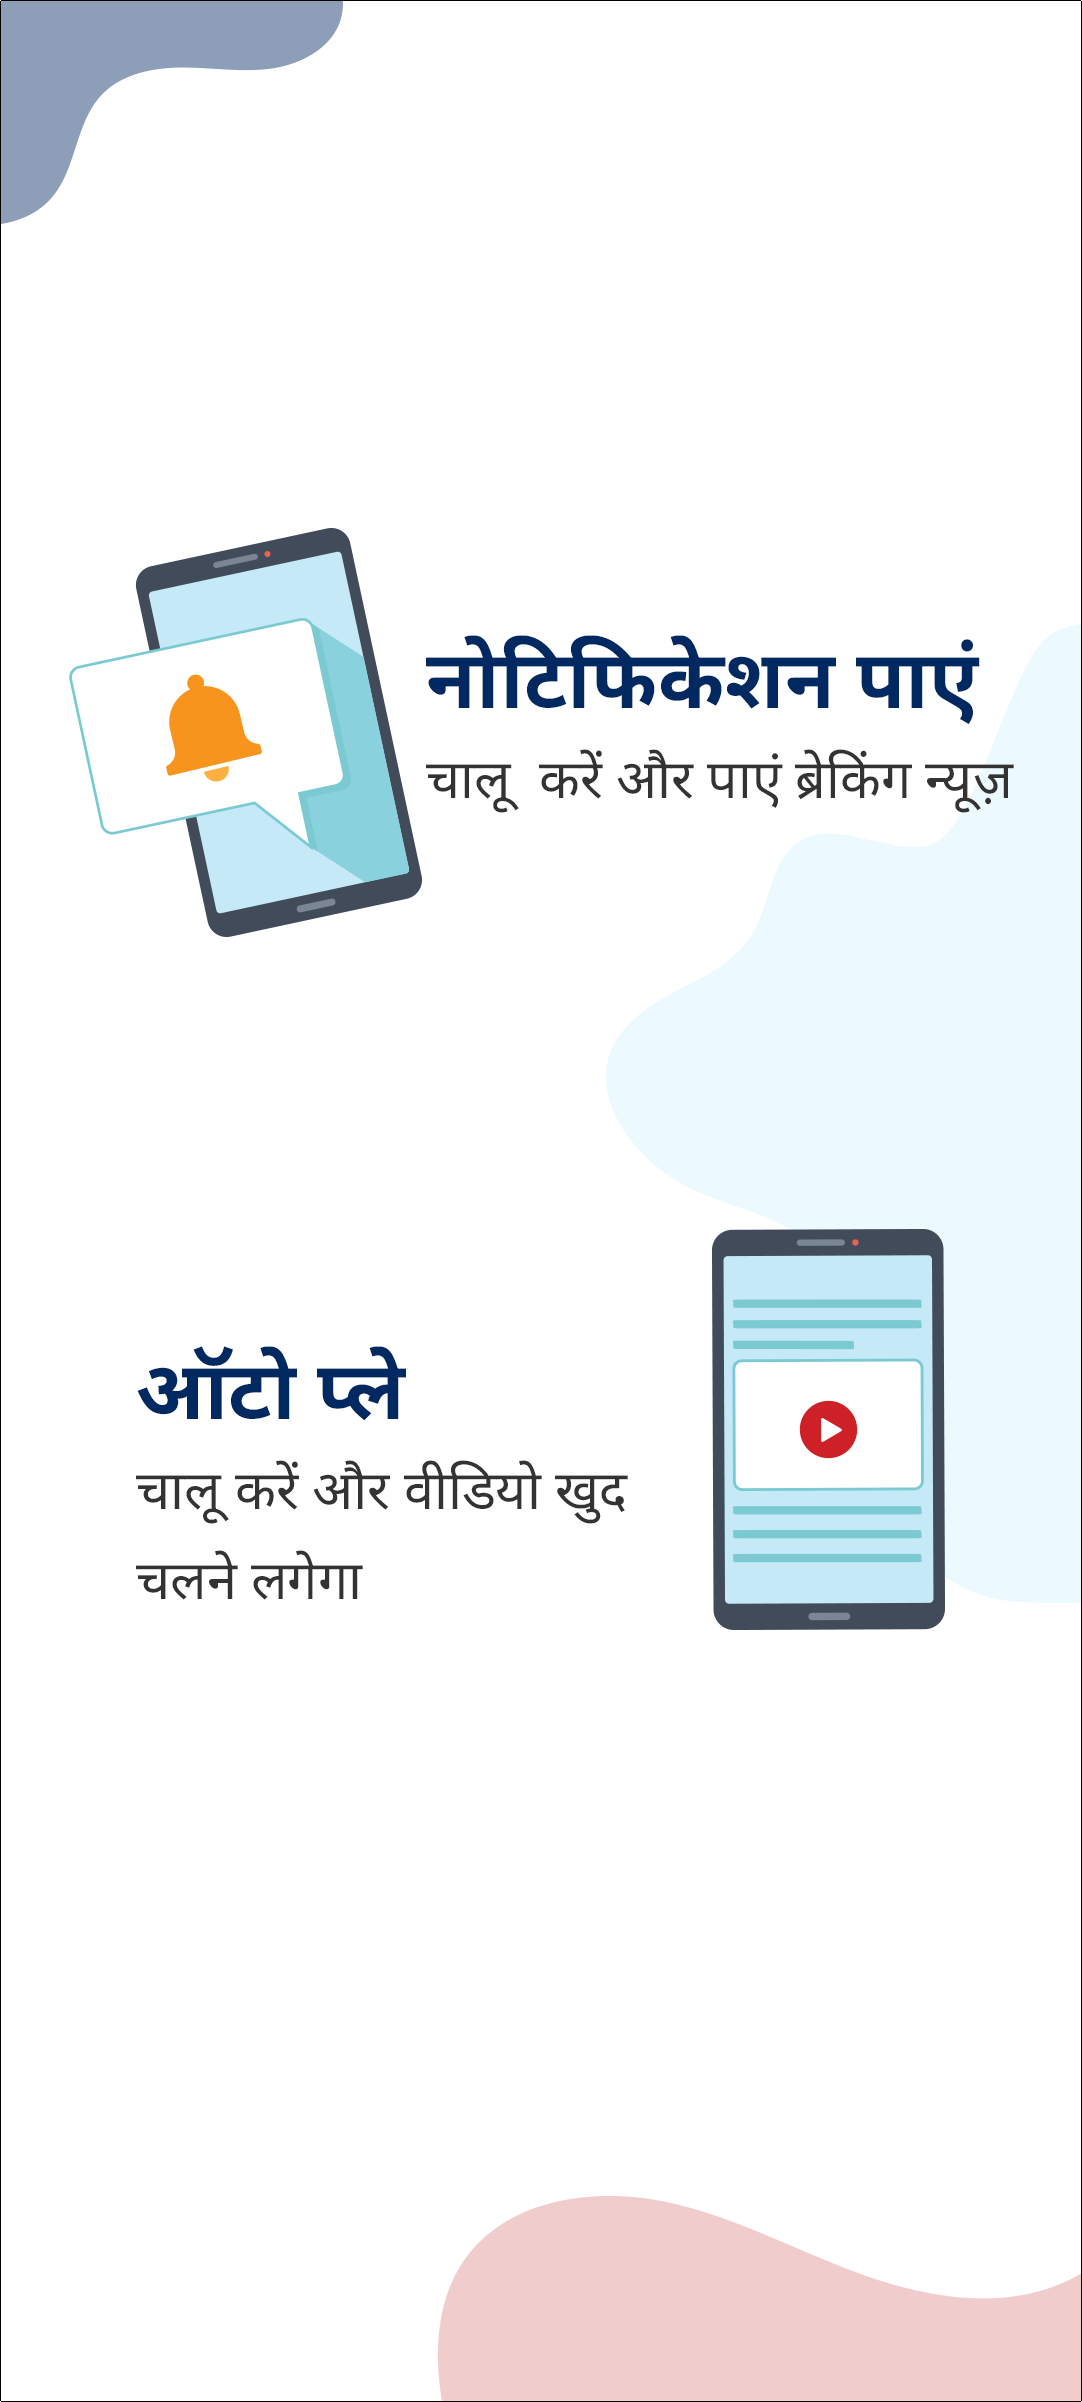 नोटिफिकेशन पाएं
चालू करें और पाएं ब्रेकिंग न्यूज़
ऑटो प्ले
चालू करें और वीडियो खुद
चलने लगेगा